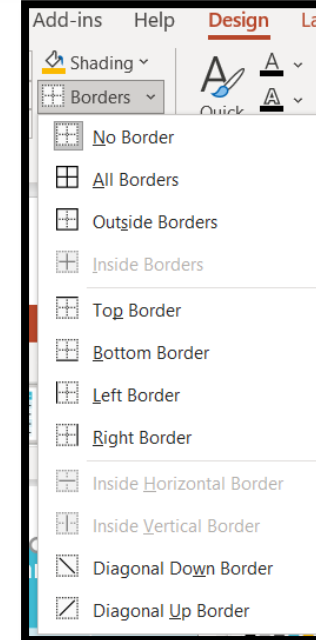 Add-ins Help Design
Shading
Borders
Quick
No Border
All Borders
Outside Borders
Inside Borders
Top Border
Bottom Border
Left Border
Right Border
Inside Horizontal Border
Inside Vertical Border
Diagonal Down Border
Diagonal Up Border